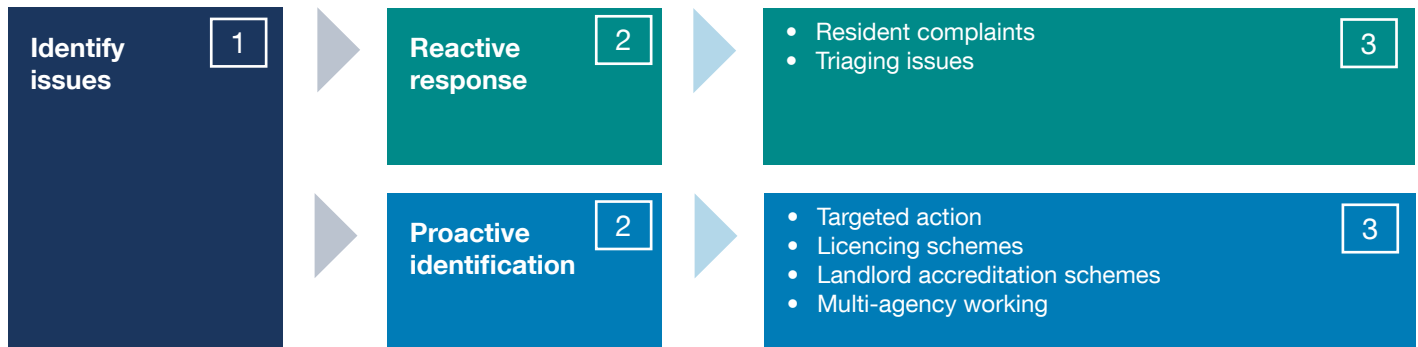 Identify
issues
1
Reactive
response
2
• Resident complaints
• Triaging issues
3
Proactive
identification
2
• Targeted action
• Licencing schemes
• Landlord accreditation schemes
• Multi-agency working
3